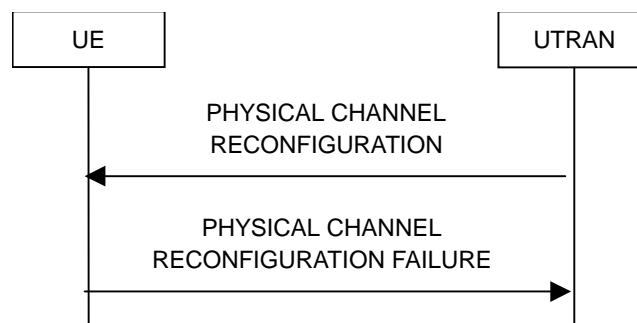 UE
UTRAN
PHYSICAL CHANNEL
RECONFIGURATION
PHYSICAL CHANNEL
RECONFIGURATION FAILURE